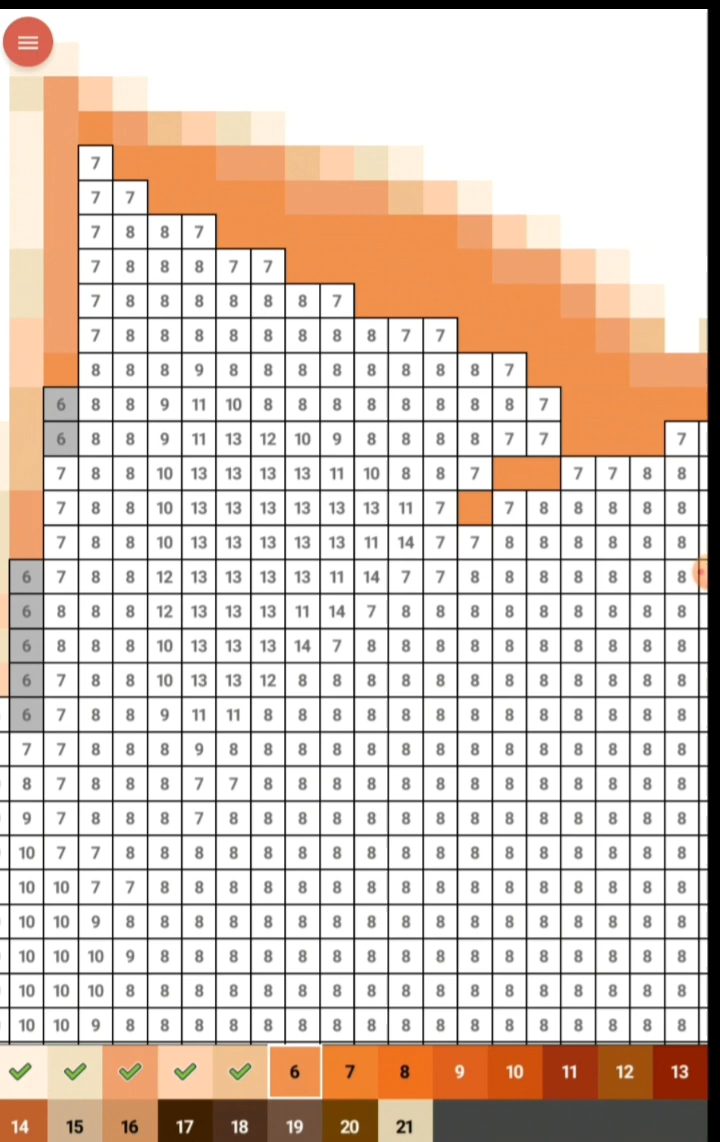 7
7 7
7 8 8 7
7 8 8 8 7 7
7 8 8 8 8 8 8 7
7 8 8 8 8 8 8 8 8 7 7
8 8 8 9 8 8 8 8 8 8 8 8 7
6 8 8 9 11 10 8 8 8 8 8 8 8 8 7
6 8 8 9 11 13 12 10 9 8 8 8 8 7 7 7
7 8 8 10 13 13 13 13 11 10 8 8 7 7 7 8 8
7 8 8 10 13 13 13 13 13 13 11 7 7 8 8 8 8 8
7 8 8 10 13 13 13 13 13 11 14 7 7 8 8 8 8 8 8
6 7 8 8 12 13 13 13 13 11 14 7 7 8 8 8 8 8 8 8
6 8 8 8 12 13 13 13 11 14 7 8 8 8 8 8 8 8 8 8
6 8 8 8 10 13 13 13 14 7 8 8 8 8 8 8 8 8 8 8
6 7 8 8 10 13 13 12 8 8 8 8 8 8 8 8 8 8 8 8
6 7 8 8 9 11 11 8 8 8 8 8 8 8 8 8 8 8 8 8
7 7 8 8 8 9 8 8 8 8 8 8 8 8 8 8 8 8 8 8
8 7 8 8 8 7 7 8 8 8 8 8 8 8 8 8 8 8 8 8
9 7 8 8 8 7 8 8 8 8 8 8 8 8 8 8 8 8 8 8
10 7 7 8 8 8 8 8 8 8 8 8 8 8 8 8 8 8 8 8
10 10 7 7 8 8 8 8 8 8 8 8 8 8 8 8 8 8 8 8
10 10 9 8 8 8 8 8 8 8 8 8 8 8 8 8 8 8 8 8
10 10 10 9 8 8 8 8 8 8 8 8 8 8 8 8 8 8 8 8
10 10 10 8 8 8 8 8 8 8 8 8 8 8 8 8 8 8 8 8
10 10 9 8 8 8 8 8 8 8 8 8 8 8 8 8 8 8 8 8
6 7 8 9 10 11 12 13
14 15 16 17 18 19 20 21